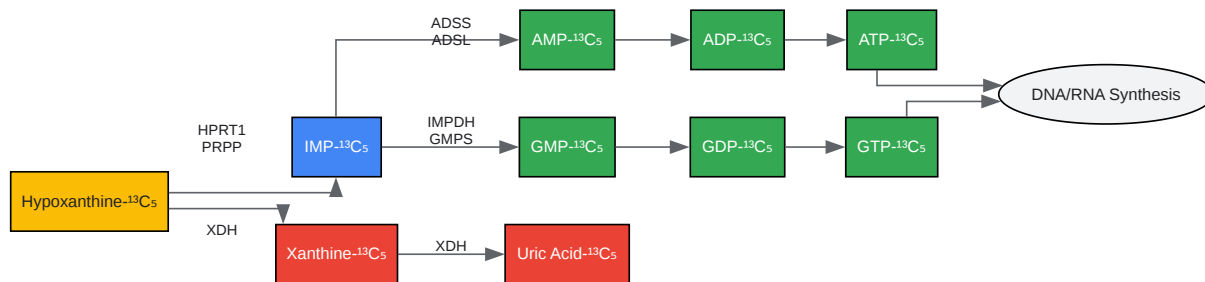 ADSS
ADSL
AMP-¹³C₅
ADP-¹³C₅
ATP-¹³C₅
DNA/RNA Synthesis
HPRT1
PRPP
IMP-¹³C₅
IMPDH
GMPS
GMP-¹³C₅
GDP-¹³C₅
GTP-¹³C₅
Hypoxanthine-¹³C₅
XDH
Xanthine-¹³C₅
XDH
Uric Acid-¹³C₅